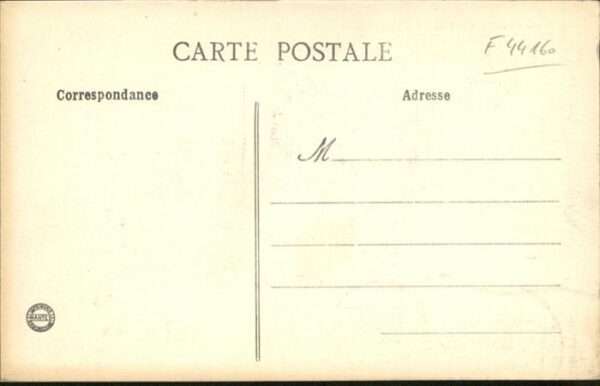 CARTE POSTALE
F 44160
Correspondance
Adresse
M